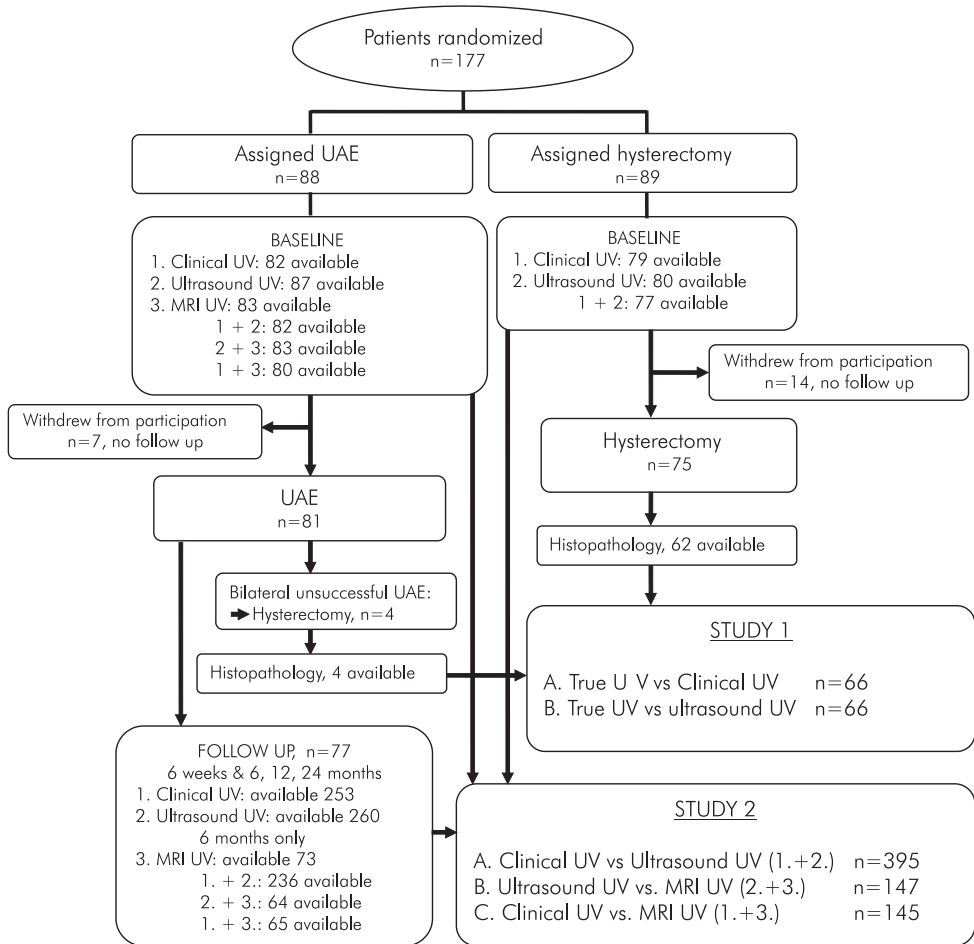 Patients randomized
n=177
Assigned UAE
n=88
Assigned hysterectomy
n=89
BASELINE
1. Clinical UV: 82 available
2. Ultrasound UV: 87 available
3. MRI UV: 83 available
1 + 2: 82 available
2 + 3: 83 available
1 + 3: 80 available
BASELINE
1. Clinical UV: 79 available
2. Ultrasound UV: 80 available
1 + 2: 77 available
Withdrew from participation
n=14, no follow up
Withdrew from participation
n=7, no follow up
Hysterectomy
n=75
UAE
n=81
Histopathology, 62 available
Bilateral unsuccessful UAE:
Hysterectomy, n=4
Histopathology, 4 available
STUDY 1
A. True U V vs Clinical UV n=66
B. True UV vs ultrasound UV n=66
FOLLOW UP, n=77
6 weeks & 6, 12, 24 months
1. Clinical UV: available 253
2. Ultrasound UV: available 260
6 months only
3. MRI UV: available 73
1. + 2.: 236 available
2. + 3.: 64 available
1. + 3.: 65 available
STUDY 2
A. Clinical UV vs Ultrasound UV (1.+2.) n=395
B. Ultrasound UV vs. MRI UV (2.+3.) n=147
C. Clinical UV vs. MRI UV (1.+3.) n=145